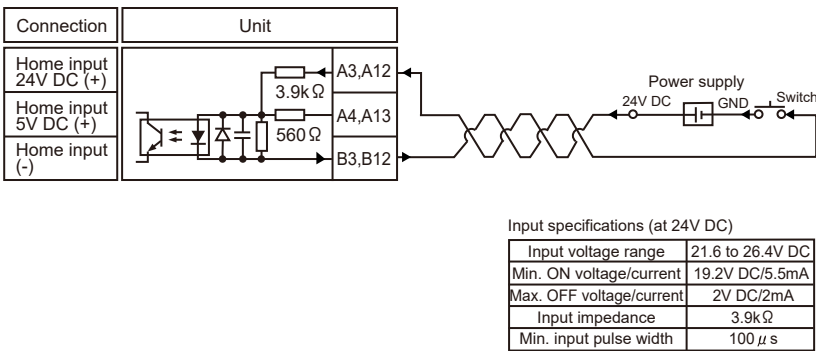 Connection
Unit
Home input
24V DC (+)
Home input
5V DC (+)
Home input
(-)
3.9kΩ
560Ω
A3,A12
A4,A13
B3,B12
Power supply
24V DC
GND
Switch
Input specifications (at 24V DC)
Input voltage range 21.6 to 26.4V DC
Min. ON voltage/current 19.2V DC/5.5mA
Max. OFF voltage/current 2V DC/2mA
Input impedance 3.9kΩ
Min. input pulse width 100 μ s